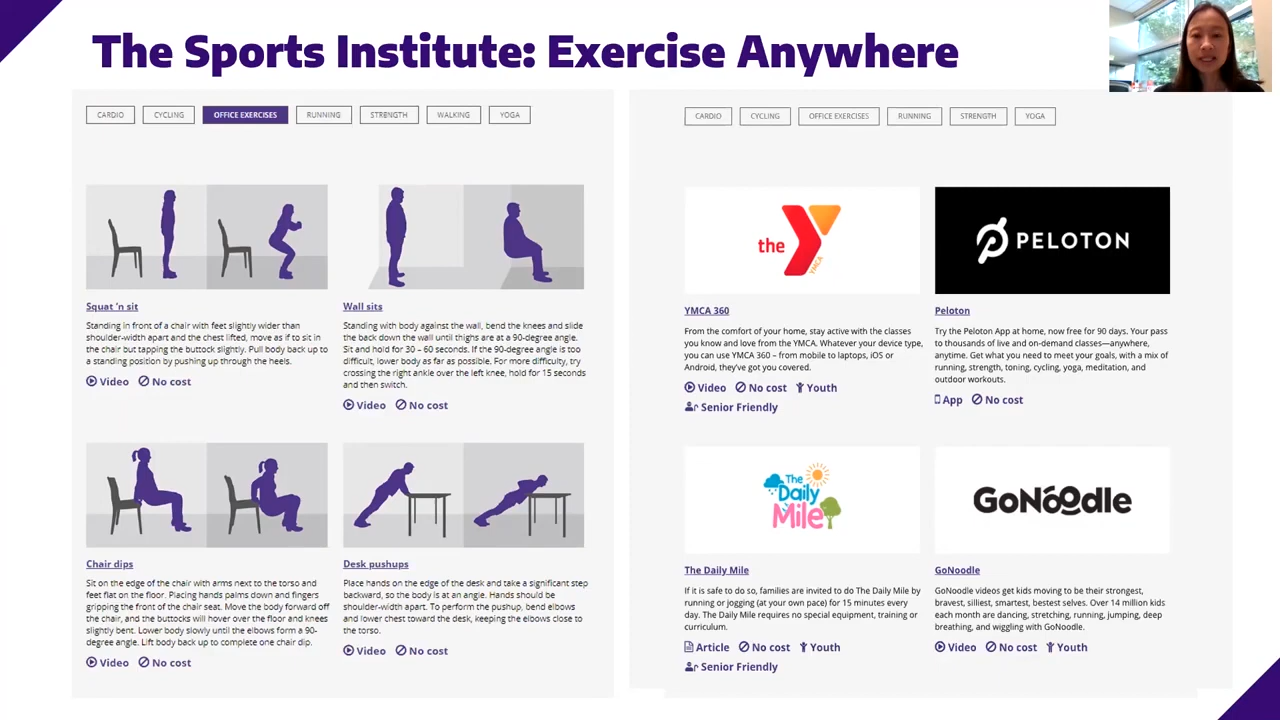 The Sports Institute: Exercise Anywhere
CARDIO CYCLING OFFICE EXERCISES RUNNING STRENGTH WALKING YOGA
Squat 'n sit
Standing in front of a chair with feet slightly wider than
shoulder-width apart and the chest lifted, move as if to sit in
the chair but tapping the buttock slightly. Pull body back up to
a standing position by pushing up through the heels.
Video No cost
Wall sits
Standing with body against the wall, bend the knees and slide
the back down the wall until thighs are at a 90-degree angle.
Sit and hold for 30 – 60 seconds. If the 90-degree angle is too
difficult, lower body as far as possible. For more difficulty, try
crossing the right ankle over the left knee, hold for 15 seconds
and then switch.
Video No cost
Chair dips
Sit on the edge of the chair with arms next to the torso and
feet flat on the floor. Placing hands palms down and fingers
gripping the front of the chair seat. Move the body forward off
the chair, and the buttocks will hover over the floor and knees
slightly bent. Lower body slowly until the elbows form a 90-
degree angle. Lift body back up to complete one chair dip.
Video No cost
Desk pushups
Place hands on the edge of the desk and take a significant step
backward, so the body is at an angle. Hands should be
shoulder-width apart. To perform the pushup, bend elbows
and lower chest toward the desk, keeping the elbows close to
the torso.
Video No cost
CARDIO CYCLING OFFICE EXERCISES RUNNING STRENGTH YOGA
the
YMCA
YMCA 360
From the comfort of your home, stay active with the classes
you know and love from the YMCA. Whatever your device type,
you can use YMCA 360 – from mobile to laptops, iOS or
Android, they've got you covered.
Video No cost Youth
Senior Friendly
PELOTON
Peloton
Try the Peloton App at home, now free for 90 days. Your pass
to thousands of live and on-demand classes—anywhere,
anytime. Get what you need to meet your goals, with a mix of
running, strength, toning, cycling, yoga, meditation, and
outdoor workouts.
App No cost
The
Daily
Mile
The Daily Mile
If it is safe to do so, families are invited to do The Daily Mile by
running or jogging (at your own pace) for 15 minutes every
day. The Daily Mile requires no special equipment, training or
curriculum.
Article No cost Youth
Senior Friendly
GoNoodle
GoNoodle
GoNoodle videos get kids moving to be their strongest,
bravest, silliest, smartest, bestest selves. Over 14 million kids
each month are dancing, stretching, running, jumping, deep
breathing, and wiggling with GoNoodle.
Video No cost Youth